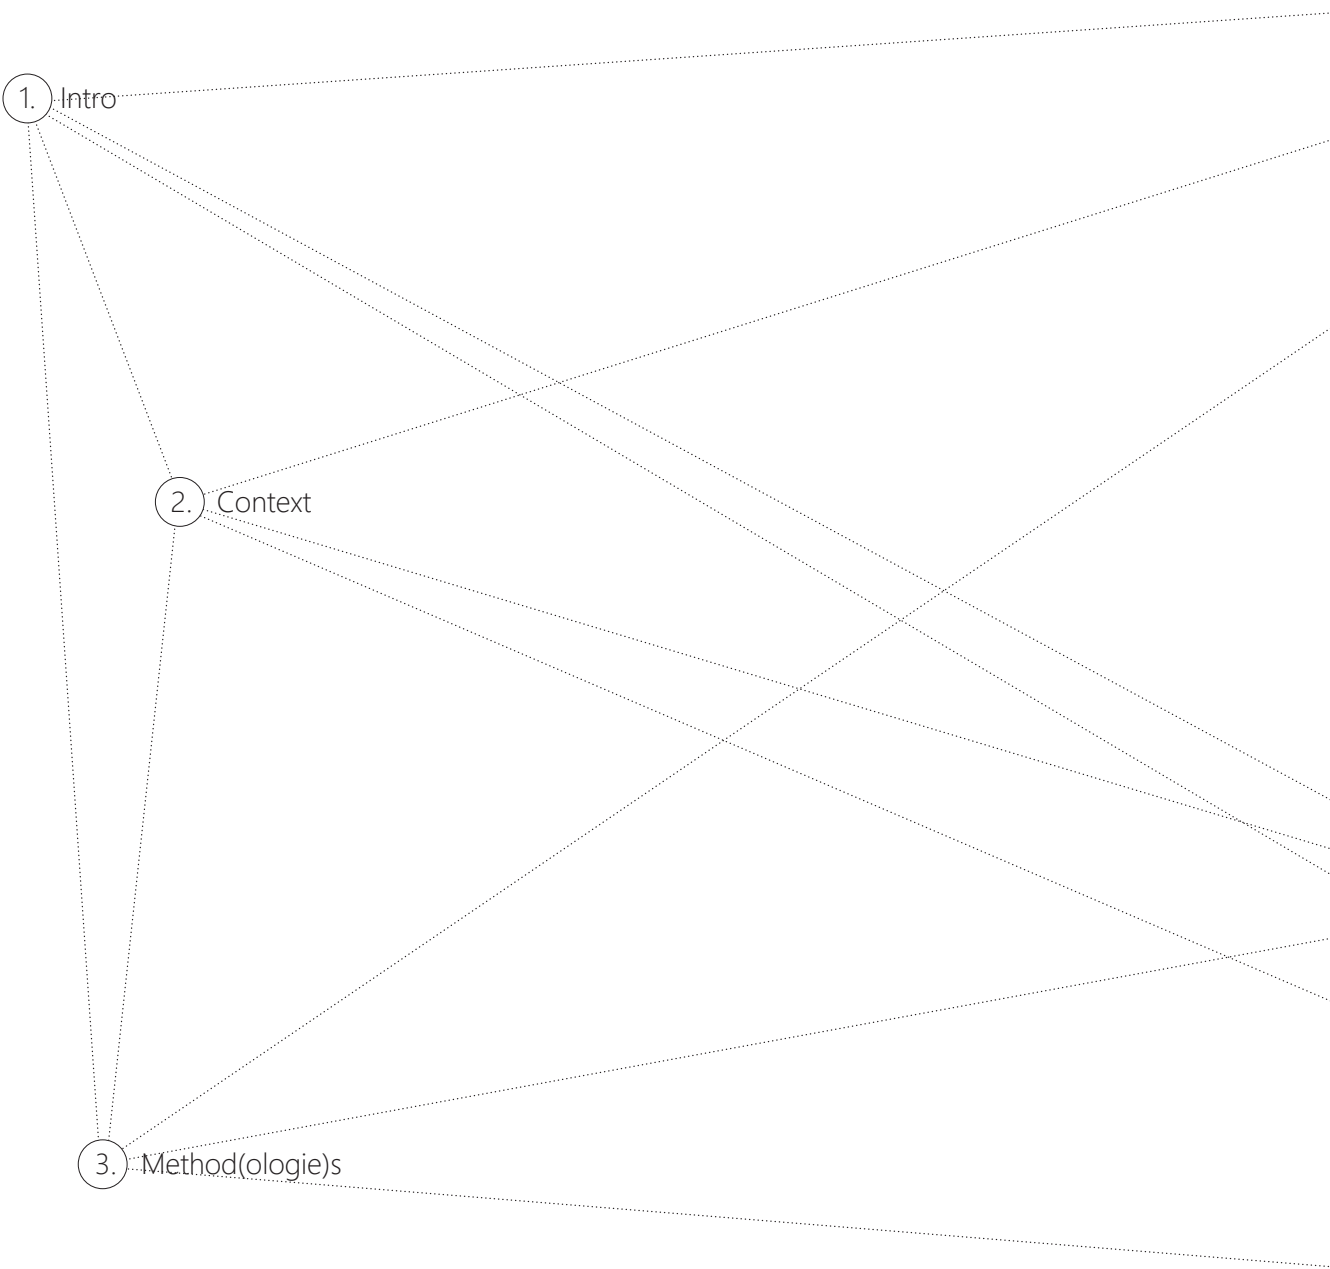 1. Intro
2. Context
3. Method(ologie)s